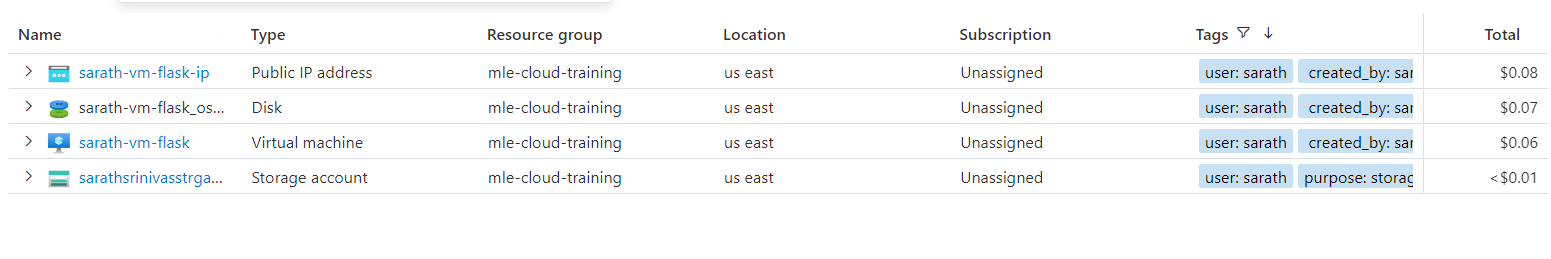 Name Type Resource group Location Subscription Tags Total
sarath-vm-flask-ip Public IP address mle-cloud-training us east Unassigned user: sarath created_by: sar $0.08
sarath-vm-flask_os... Disk mle-cloud-training us east Unassigned user: sarath created_by: sar $0.07
sarath-vm-flask Virtual machine mle-cloud-training us east Unassigned user: sarath created_by: sar $0.06
sarathsrinivasstrga... Storage account mle-cloud-training us east Unassigned user: sarath purpose: storag <$0.01